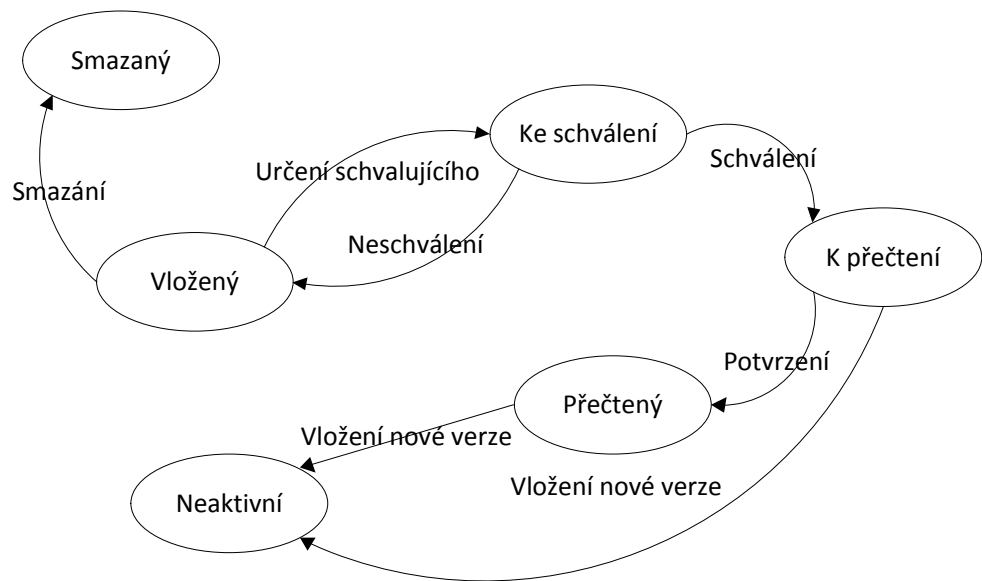 Smazaný
Ke schválení
Schválení
Určení schvalujícího
Smazání
Neschválení
K přečtení
Vložený
Potvrzení
Přečtený
Vložení nové verze
Vložení nové verze
Neaktivní